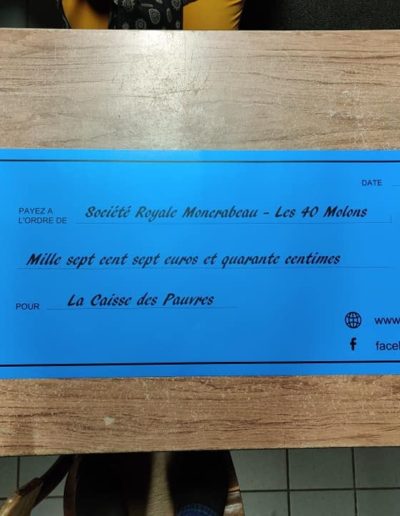 DATE
PAYEZ A
L'ORDRE DE
Société Royale Moncrabeau - Les 40 Molons
Mille sept cent sept euros et quarante centimes
POUR
La Caisse des Pauvres
www.
f